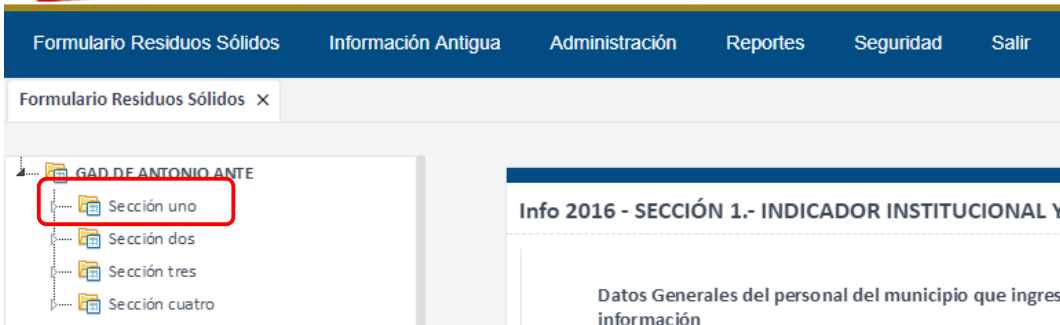 Formulario Residuos Sólidos Información Antigua Administración Reportes Seguridad Salir
Formulario Residuos Sólidos ×
GAD DE ANTONIO ANTE
Sección uno
Sección dos
Sección tres
Sección cuatro
Info 2016 - SECCIÓN 1.- INDICADOR INSTITUCIONAL Y
Datos Generales del personal del municipio que ingres
información